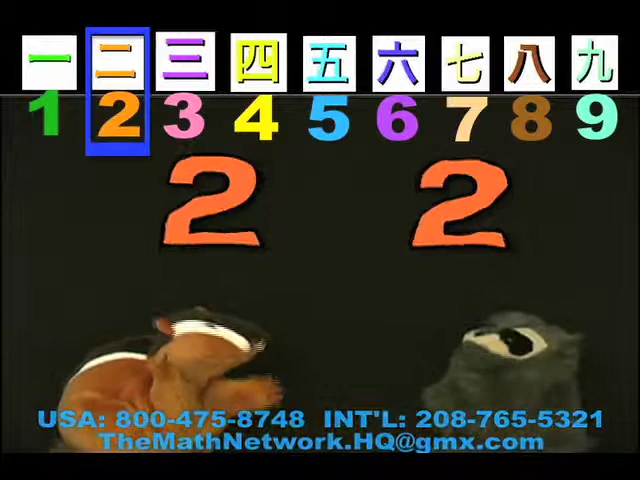 一 二 三 四 五 六 七 八 九
1 2 3 4 5 6 7 8 9
2 2
USA: 800-475-8748 INT'L: 208-765-5321
TheMathNetwork.HQ@gmx.com